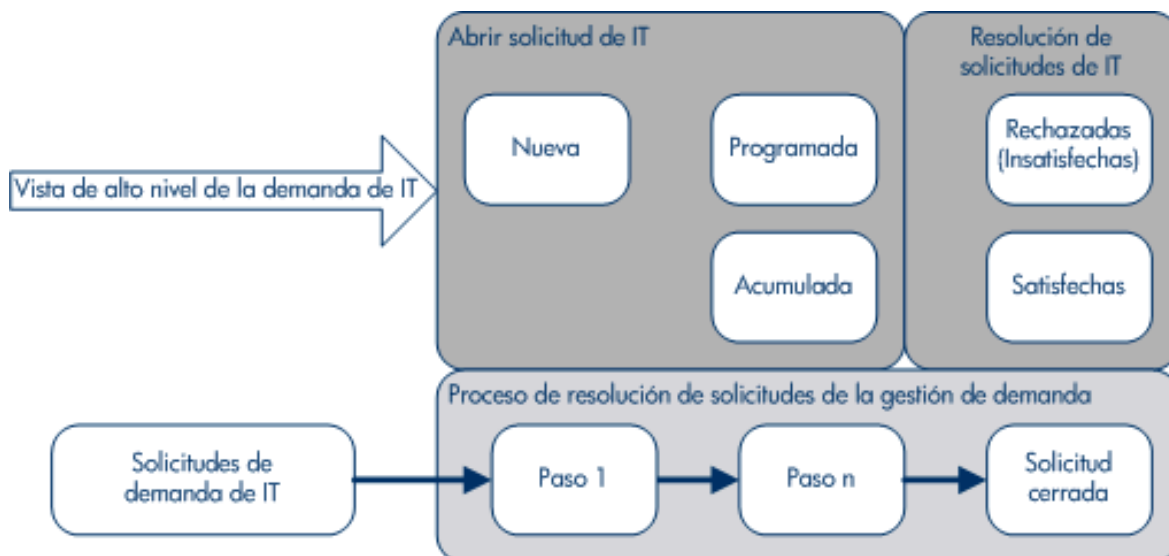 Abrir solicitud de IT
Resolución de
solicitudes de IT
Nueva
Programada
Rechazadas
(Insatisfechas)
Vista de alto nivel de la demanda de IT
Acumulada
Satisfechas
Proceso de resolución de solicitudes de la gestión de demanda
Solicitudes de
demanda de IT
Paso 1
Paso n
Solicitud
cerrada